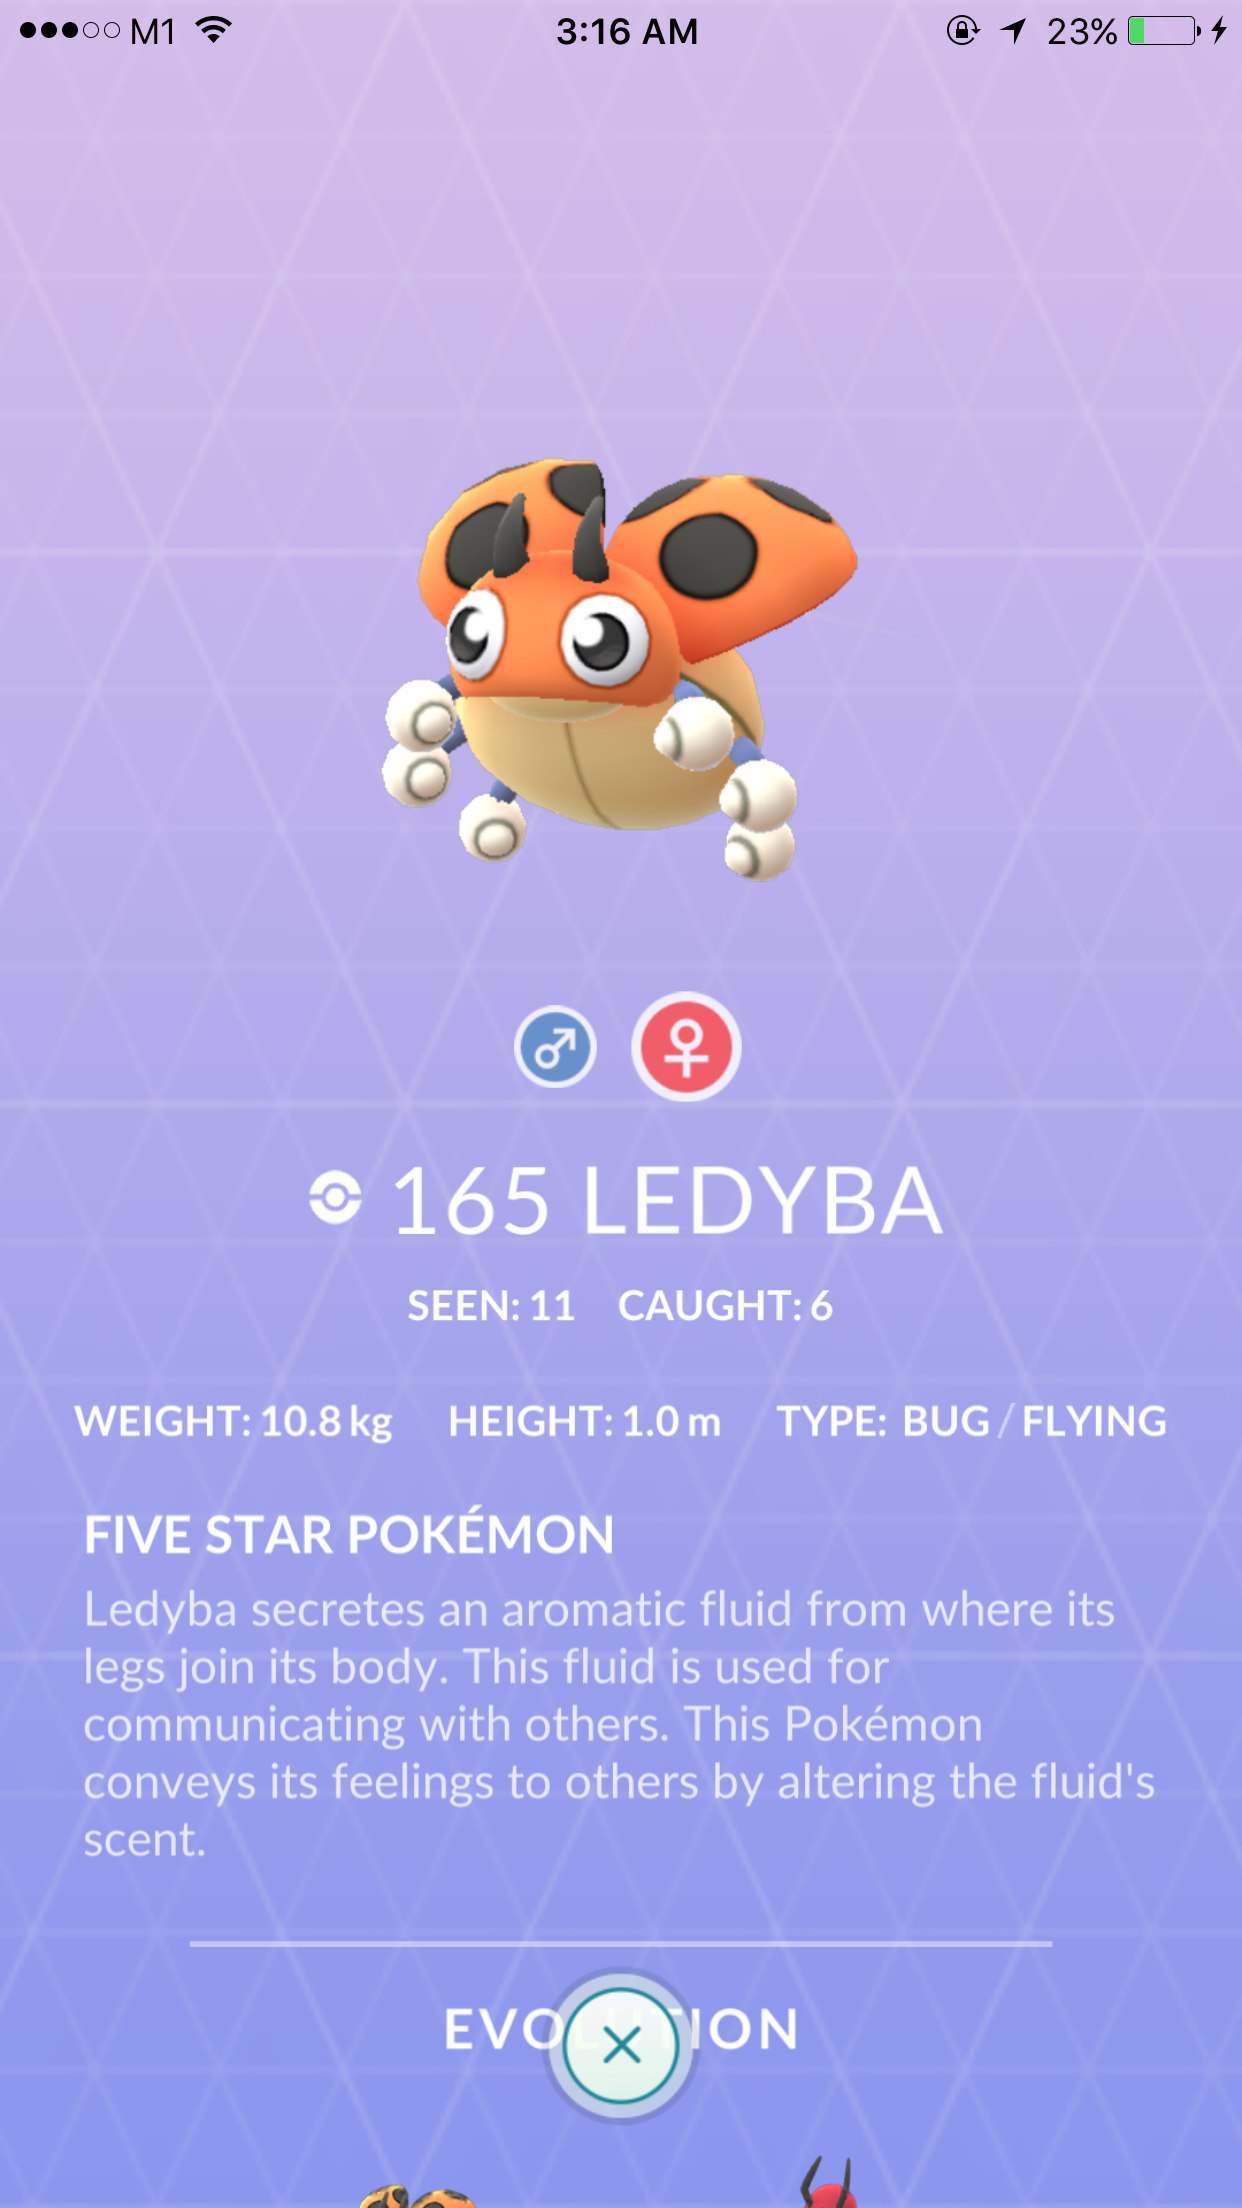 M1 3:16 AM 23%
165 LEDYBA
SEEN: 11 CAUGHT: 6
WEIGHT: 10.8 kg HEIGHT: 1.0 m TYPE: BUG / FLYING
FIVE STAR POKÉMON
Ledyba secretes an aromatic fluid from where its
legs join its body. This fluid is used for
communicating with others. This Pokémon
conveys its feelings to others by altering the fluid's
scent.
EVOLUTION